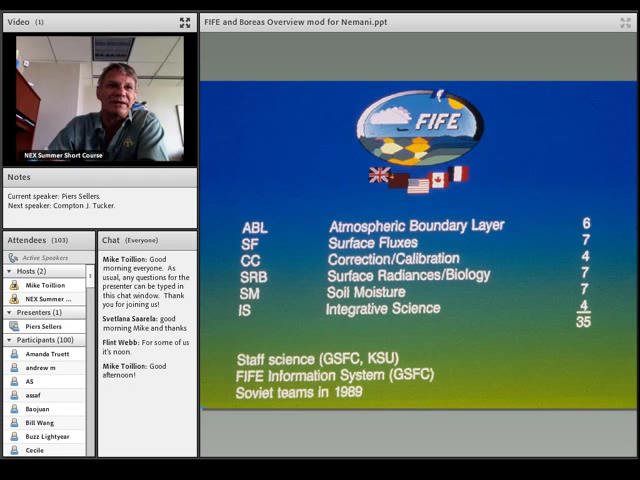 Video (1)
NEX Summer Short Course
Notes
Current speaker: Piers Sellers.
Next speaker: Compton J. Tucker.
Attendees (103)
Active Speakers
Hosts (2)
Mike Toillion
NEX Summer ...
Presenters (1)
Piers Sellers
Participants (100)
Amanda Truett
andrew m
AS
assaf
Baojuan
Bill Wang
Buzz Lightyear
Cecile
Chat (Everyone)
Mike Toillion: Good
morning everyone. As
usual, any questions for the
presenter can be typed in
this chat window. Thank
you for joining us!
Svetlana Saarela: good
morning Mike and thanks
Flint Webb: For some of us
it's noon.
Mike Toillion: Good
afternoon!
FIFE and Boreas Overview mod for Nemani.ppt
FIFE
ABL Atmospheric Boundary Layer 6
SF Surface Fluxes 7
CC Correction/Calibration 4
SRB Surface Radiances/Biology 7
SM Soil Moisture 7
IS Integrative Science 4
35
Staff science (GSFC, KSU)
FIFE Information System (GSFC)
Soviet teams in 1989